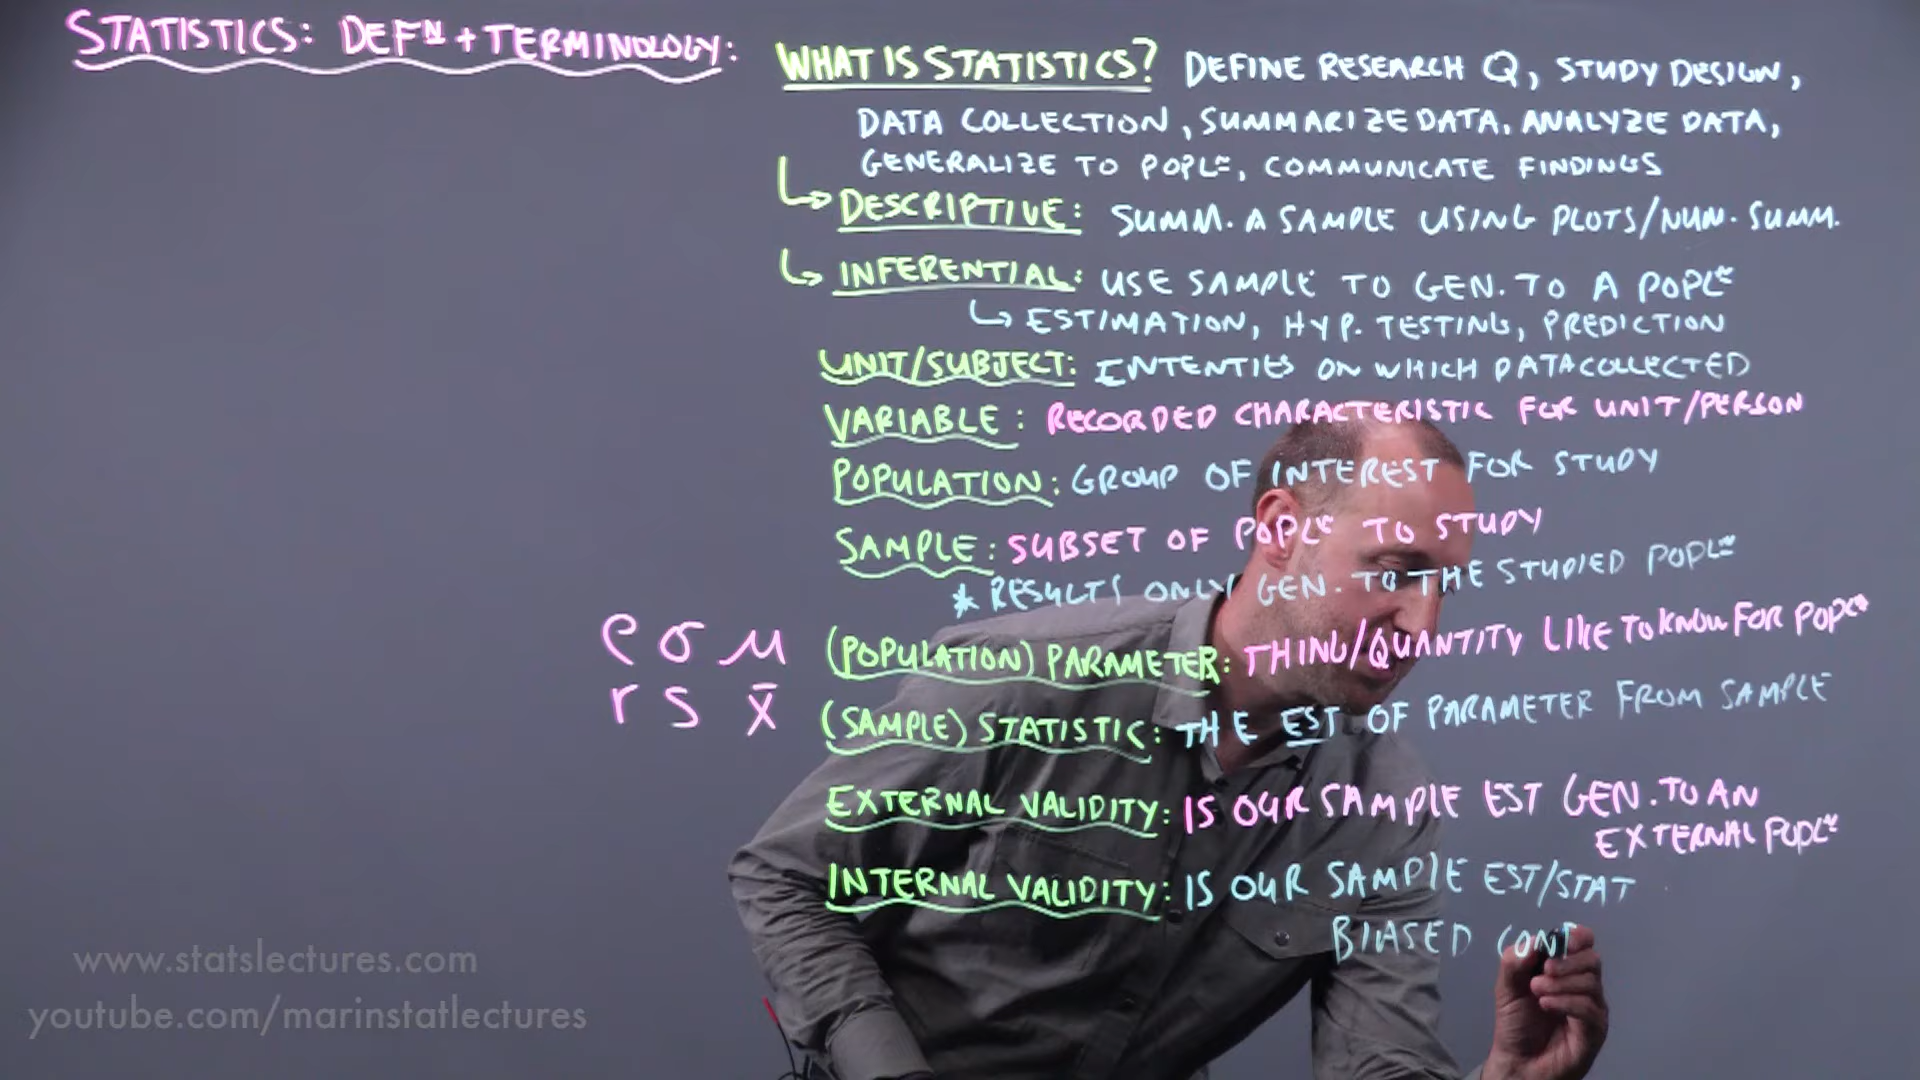 STATISTICS: DEFN + TERMINOLOGY:
WHAT IS STATISTICS? DEFINE RESEARCH Q, STUDY DESIGN,
DATA COLLECTION, SUMMARIZE DATA, ANALYZE DATA,
GENERALIZE TO POPLN, COMMUNICATE FINDINGS
↳ DESCRIPTIVE: SUMM. A SAMPLE USING PLOTS/NUM. SUMM.
↳ INFERENTIAL: USE SAMPLE TO GEN. TO A POPLN
↳ ESTIMATION, HYP. TESTING, PREDICTION
UNIT/SUBJECT: INTENTIES ON WHICH DATA COLLECTED
VARIABLE: RECORDED CHARACTERISTIC FOR UNIT/PERSON
POPULATION: GROUP OF INTEREST FOR STUDY
SAMPLE: SUBSET OF POPLN TO STUDY
* RESULTS ONLY GEN. TO THE STUDIED POPLN
ρ σ μ (POPULATION) PARAMETER: THING/QUANTITY LIKE TO KNOW FOR POPLN
r s x̄ (SAMPLE) STATISTIC: THE EST OF PARAMETER FROM SAMPLE
EXTERNAL VALIDITY: IS OUR SAMPLE EST GEN. TO AN
EXTERNAL POPLN
INTERNAL VALIDITY: IS OUR SAMPLE EST/STAT
BIASED CONF
www.statslectures.com
youtube.com/marinstatlectures